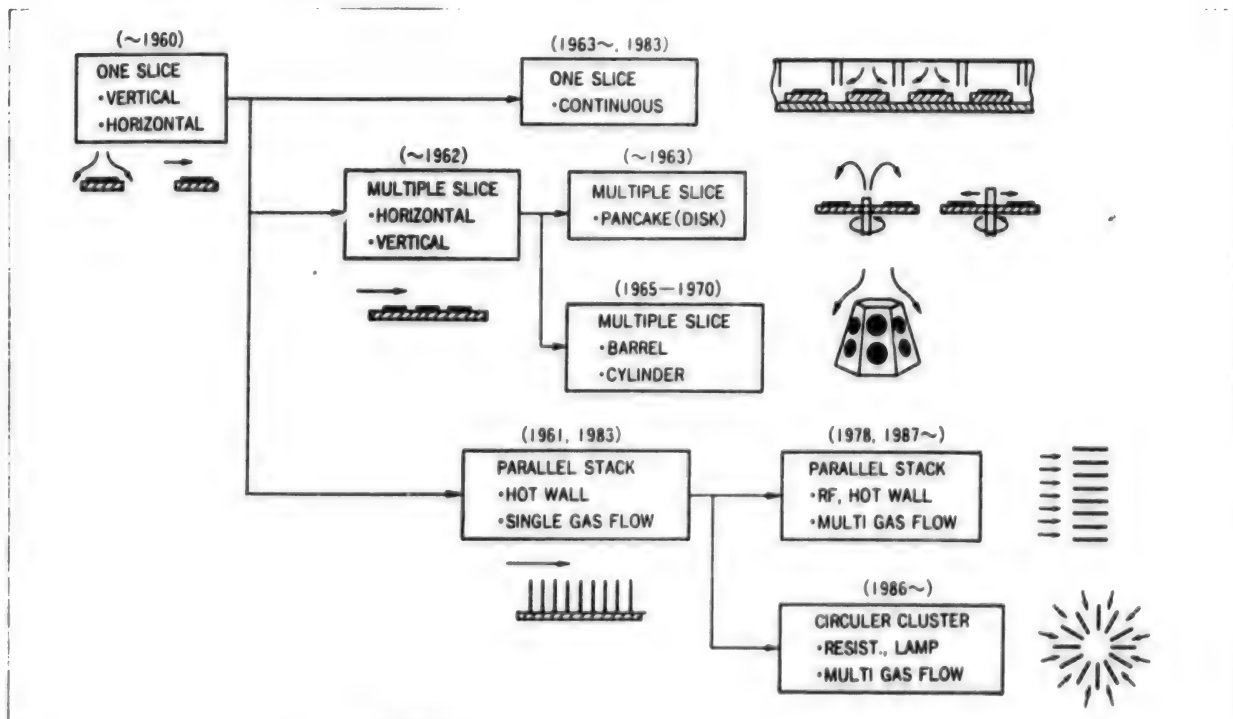 (~1960)
ONE SLICE
•VERTICAL
•HORIZONTAL
(1963~, 1983)
ONE SLICE
•CONTINUOUS
(~1962)
MULTIPLE SLICE
•HORIZONTAL
•VERTICAL
(~1963)
MULTIPLE SLICE
•PANCAKE(DISK)
(1965—1970)
MULTIPLE SLICE
•BARREL
•CYLINDER
(1961, 1983)
PARALLEL STACK
•HOT WALL
•SINGLE GAS FLOW
(1978, 1987~)
PARALLEL STACK
•RF, HOT WALL
•MULTI GAS FLOW
(1986~)
CIRCULER CLUSTER
•RESIST., LAMP
•MULTI GAS FLOW